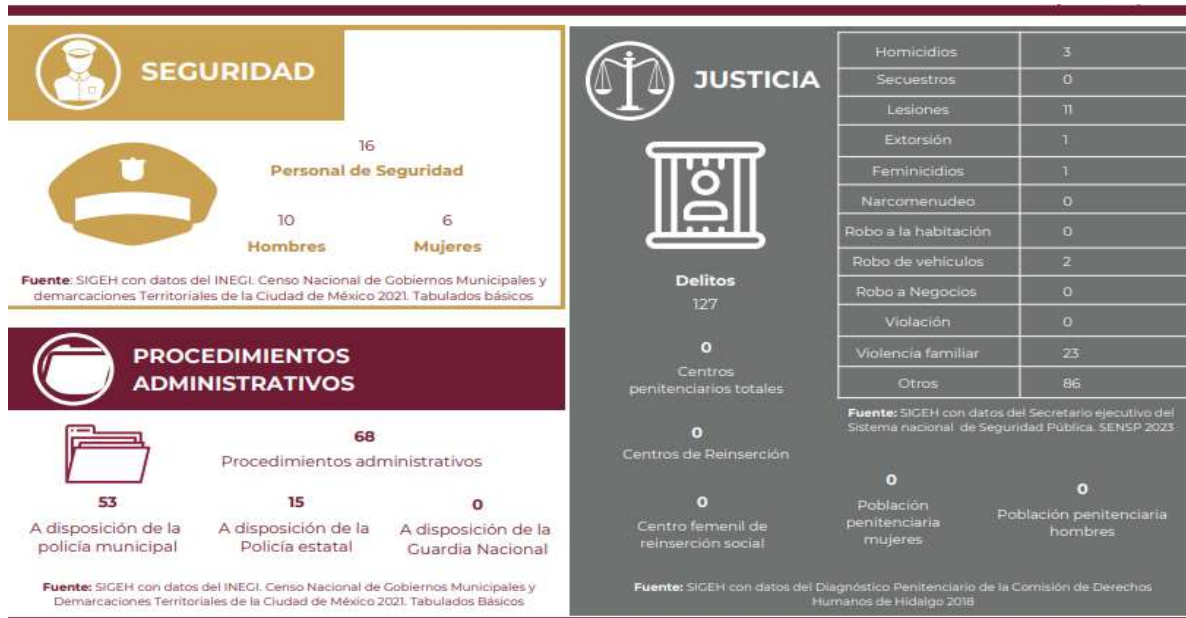 SEGURIDAD
16
Personal de Seguridad
10
6
Hombres
Mujeres
Fuente: SIGEH con datos del INEGI. Censo Nacional de Gobiernos Municipales y
demarcaciones Territoriales de la Ciudad de México 2021. Tabulados básicos
PROCEDIMIENTOS
ADMINISTRATIVOS
68
Procedimientos administrativos
53
A disposición de la
policía municipal
15
A disposición de la
Policía estatal
0
A disposición de la
Guardia Nacional
Fuente: SIGEH con datos del INEGI. Censo Nacional de Gobiernos Municipales y
Demarcaciones Territoriales de la Ciudad de México 2021. Tabulados Básicos
JUSTICIA
Delitos
127
0
Centros
penitenciarios totales
0
Centros de Reinserción
0
Centro femenil de
reinserción social
Homicidios 3
Secuestros 0
Lesiones 11
Extorsión 1
Feminicidios 1
Narcomenudeo 0
Robo a la habitación 0
Robo de vehículos 2
Robo a Negocios 0
Violación 0
Violencia familiar 23
Otros 86
Fuente: SIGEH con datos del Secretario ejecutivo del
Sistema nacional de Seguridad Pública. SENSP 2023
0
Población
penitenciaria
mujeres
0
Población penitenciaria
hombres
Fuente: SIGEH con datos del Diagnóstico Penitenciario de la Comisión de Derechos
Humanos de Hidalgo 2018